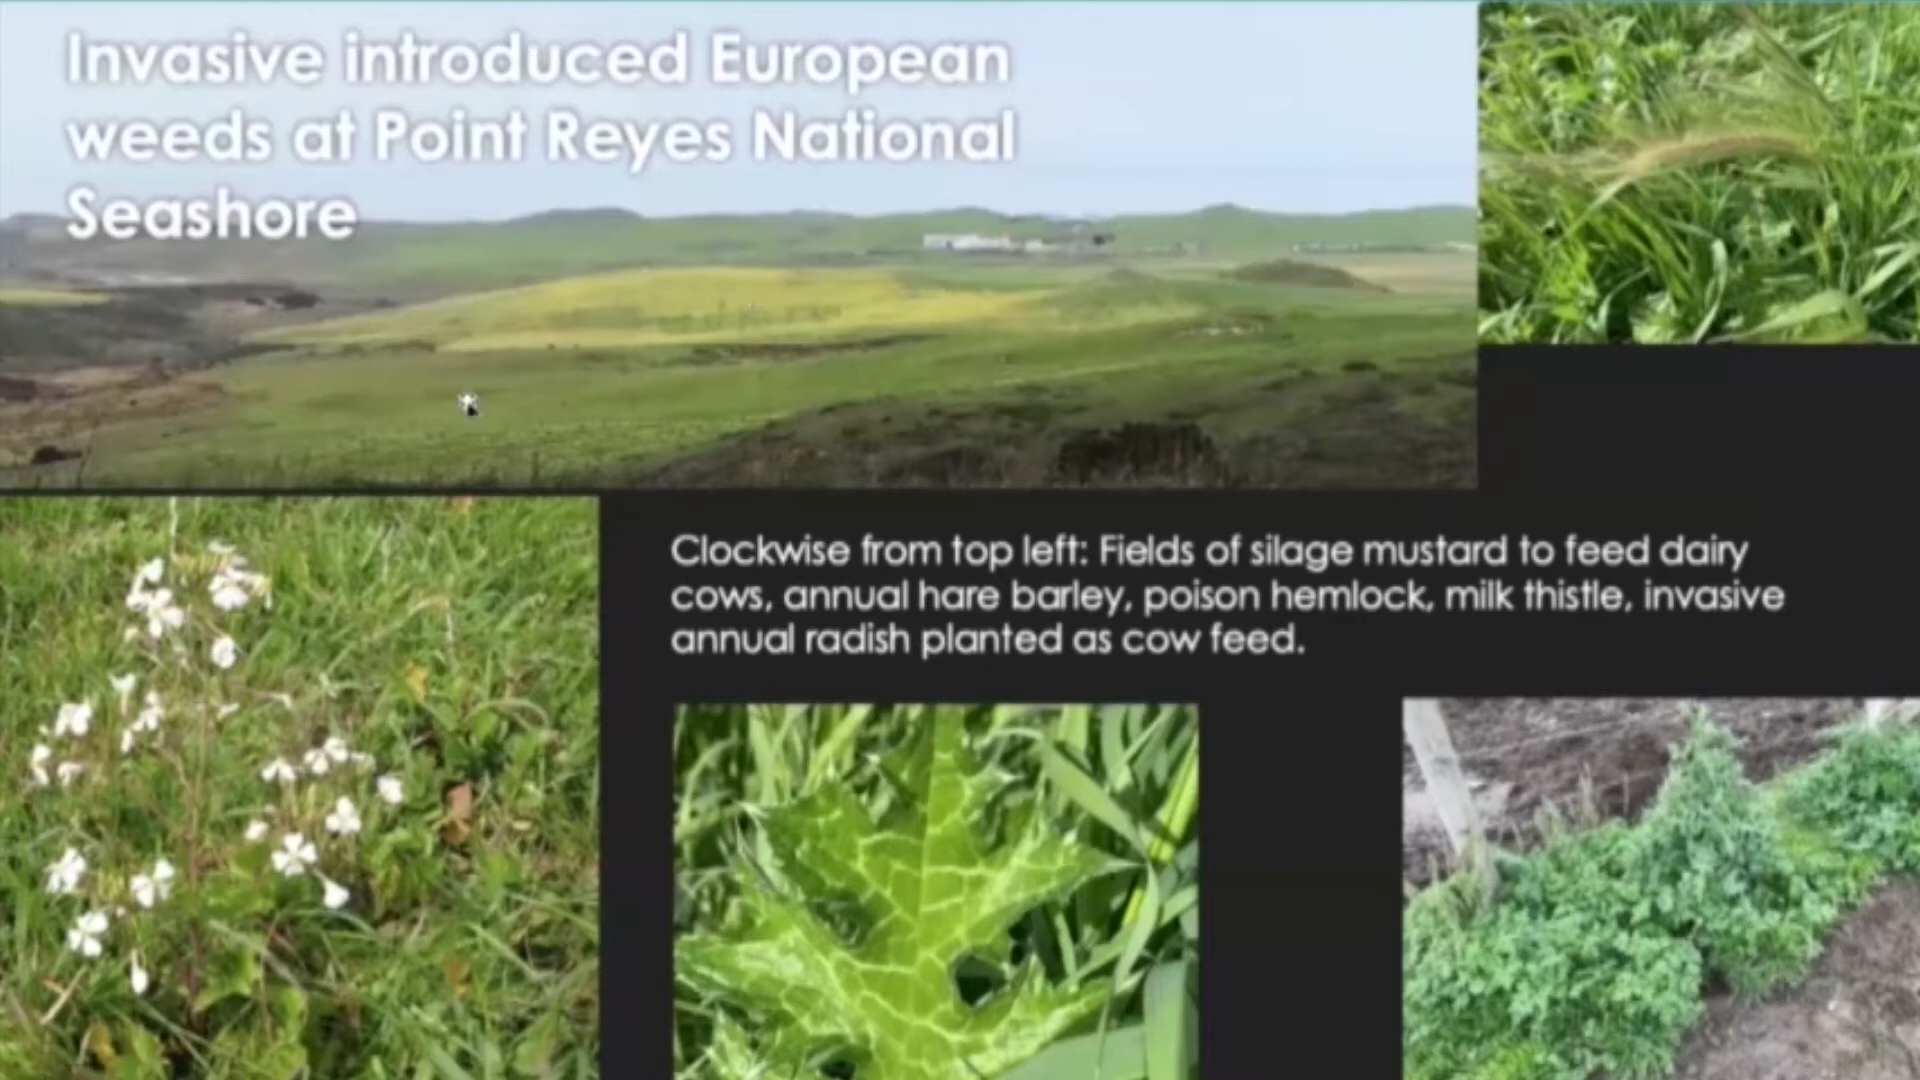 Invasive introduced European
weeds at Point Reyes National
Seashore
Clockwise from top left: Fields of silage mustard to feed dairy
cows, annual hare barley, poison hemlock, milk thistle, invasive
annual radish planted as cow feed.